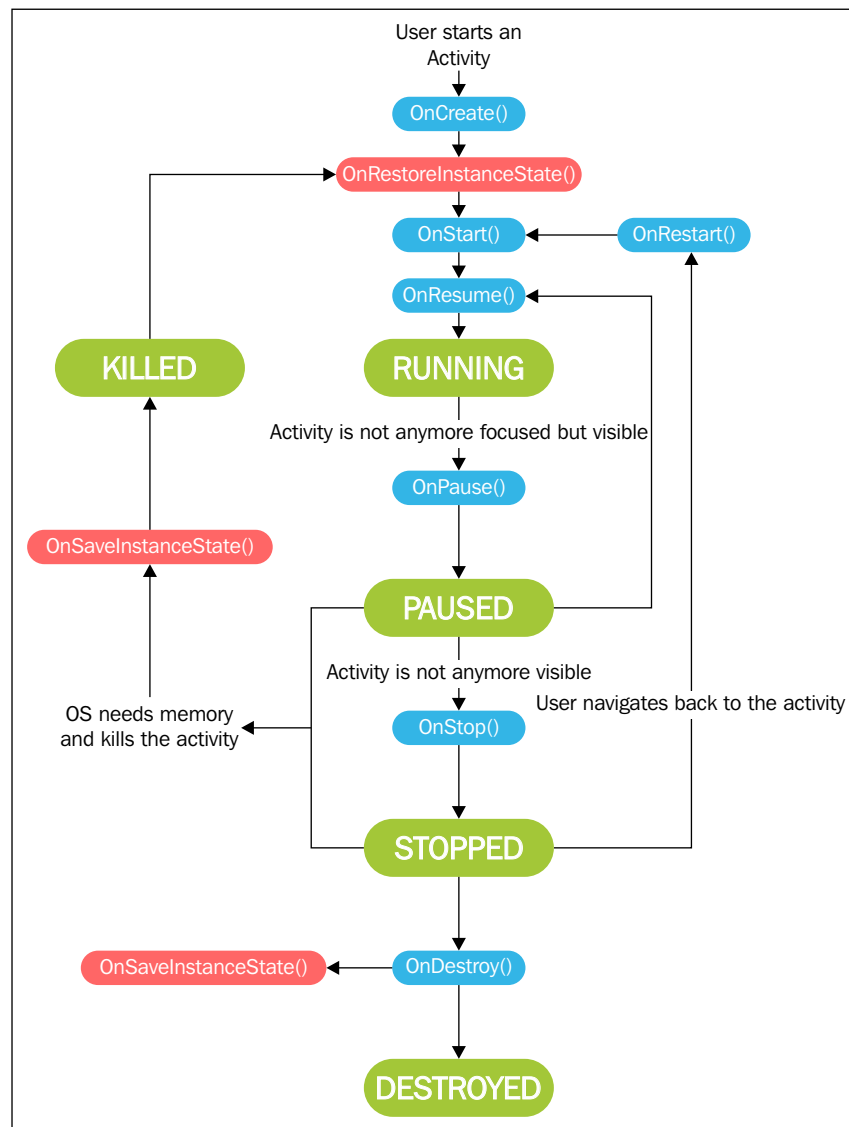 User starts an
Activity
OnCreate()
OnRestoreInstanceState()
OnStart()
OnRestart()
OnResume()
KILLED
RUNNING
Activity is not anymore focused but visible
OnPause()
OnSaveInstanceState()
PAUSED
Activity is not anymore visible
User navigates back to the activity
OS needs memory
and kills the activity
OnStop()
STOPPED
OnSaveInstanceState()
OnDestroy()
DESTROYED